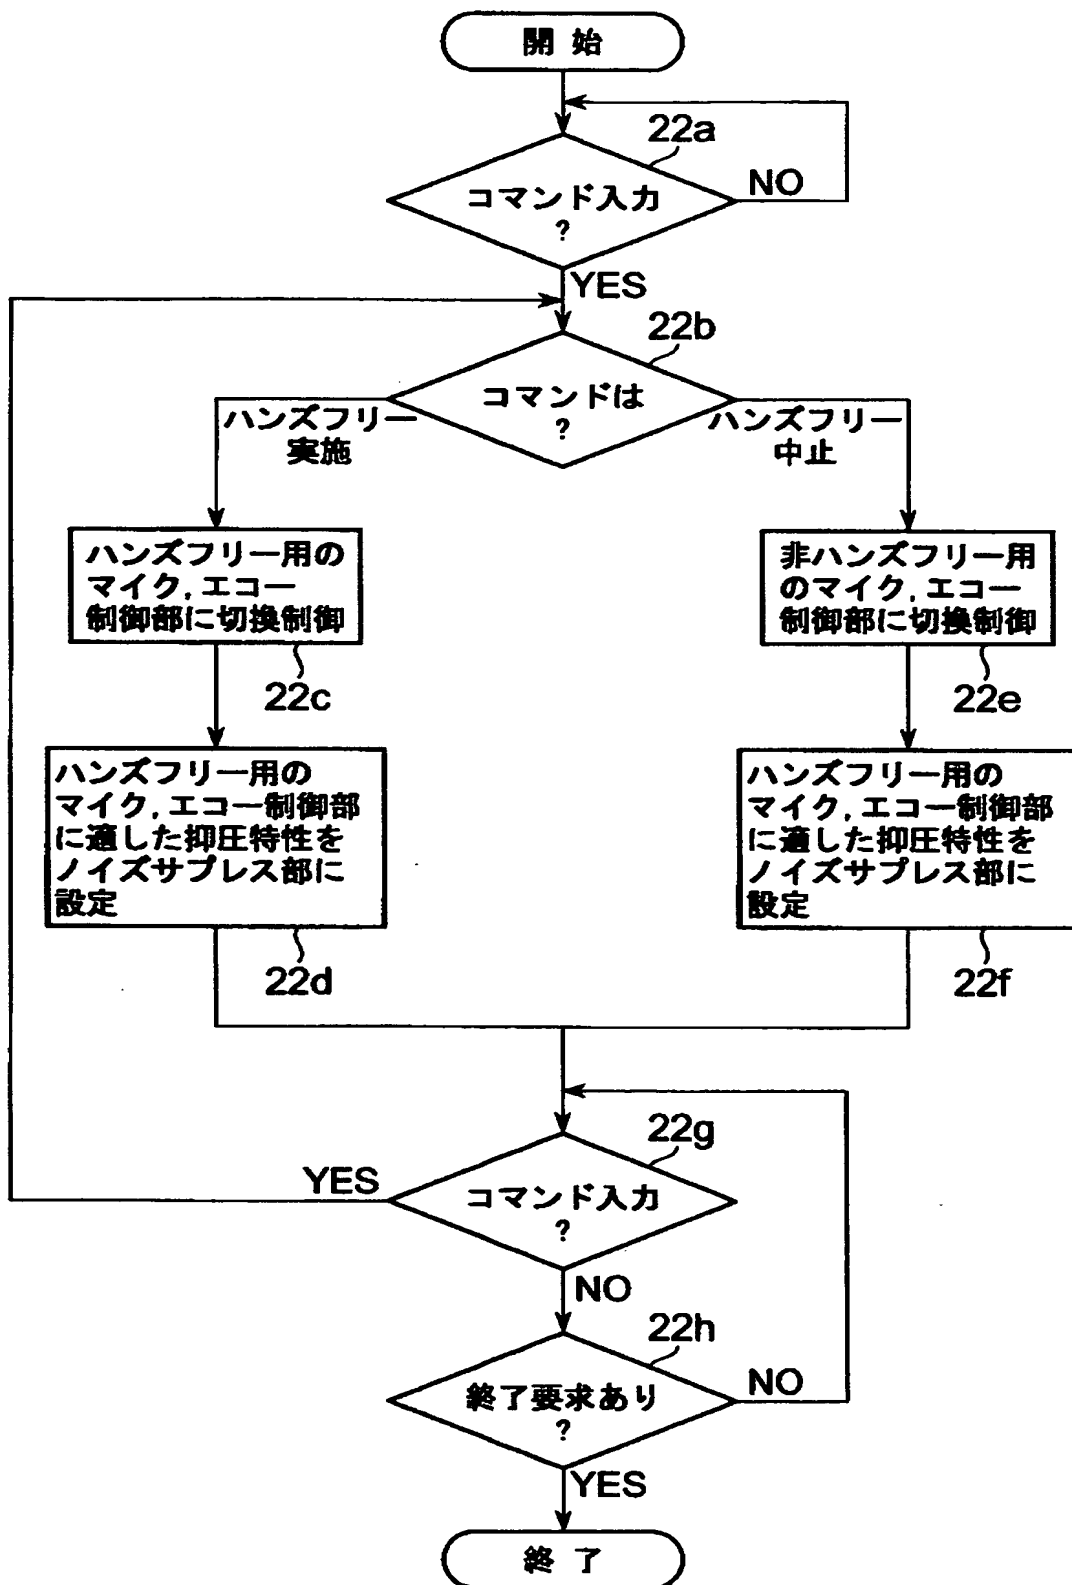 開始
22a
コマンド入力
?
NO
YES
22b
コマンドは
?
ハンズフリー
実施
ハンズフリー
中止
ハンズフリー用の
マイク,エコー
制御部に切換制御
22c
非ハンズフリー用
のマイク,エコー
制御部に切換制御
22e
ハンズフリー用の
マイク,エコー制御部
に適した抑圧特性を
ノイズサプレス部に
設定
22d
ハンズフリー用の
マイク,エコー制御部
に適した抑圧特性を
ノイズサプレス部に
設定
22f
22g
YES
コマンド入力
?
NO
22h
終了要求あり
?
NO
YES
終了